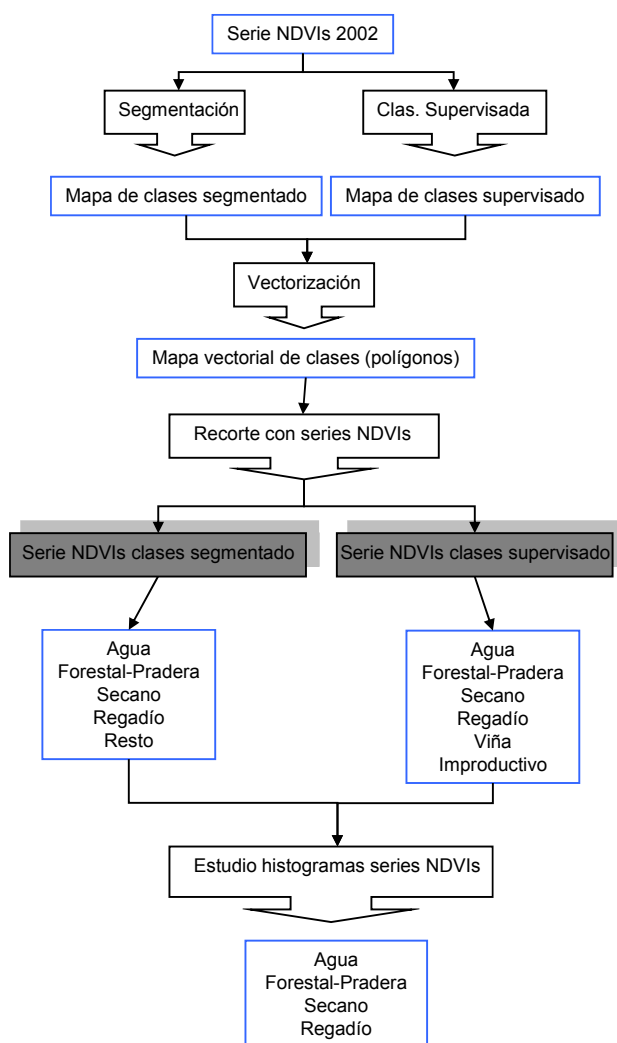 Serie NDVIs 2002
Segmentación
Clas. Supervisada
Mapa de clases segmentado
Mapa de clases supervisado
Vectorización
Mapa vectorial de clases (polígonos)
Recorte con series NDVIs
Serie NDVIs clases segmentado
Serie NDVIs clases supervisado
Agua
Forestal-Pradera
Secano
Regadío
Resto
Agua
Forestal-Pradera
Secano
Regadío
Viña
Improductivo
Estudio histogramas series NDVIs
Agua
Forestal-Pradera
Secano
Regadío